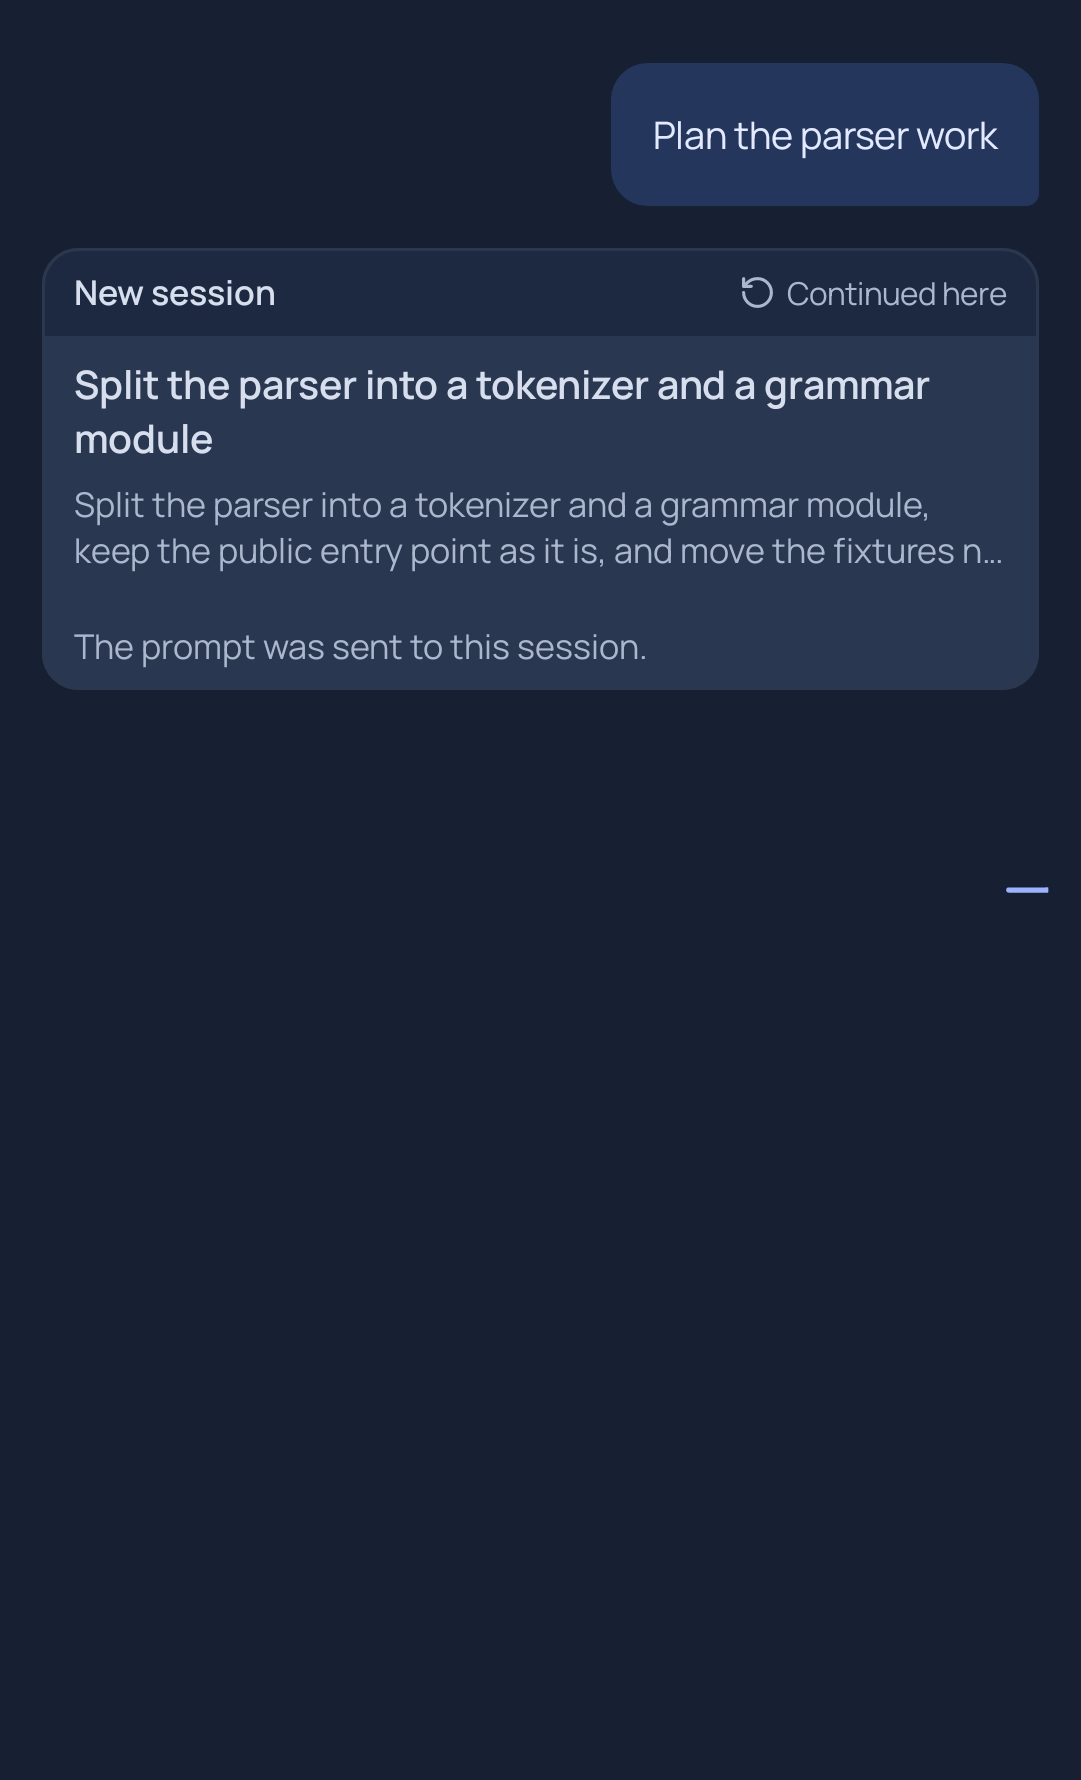 Plan the parser work
New session
Continued here
Split the parser into a tokenizer and a grammar
module
Split the parser into a tokenizer and a grammar module,
keep the public entry point as it is, and move the fixtures n...
The prompt was sent to this session.